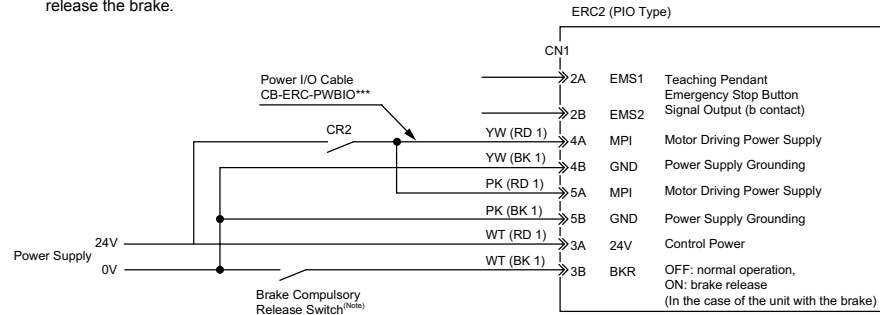 release the brake.
ERC2 (PIO Type)
CN1
Power I/O Cable
CB-ERC-PWBIO***
CR2
2A EMS1 Teaching Pendant
Emergency Stop Button
2B EMS2 Signal Output (b contact)
YW (RD 1) 4A MPI Motor Driving Power Supply
YW (BK 1) 4B GND Power Supply Grounding
PK (RD 1) 5A MPI Motor Driving Power Supply
PK (BK 1) 5B GND Power Supply Grounding
Power Supply 24V WT (RD 1) 3A 24V Control Power
0V WT (BK 1) 3B BKR OFF: normal operation,
ON: brake release
(In the case of the unit with the brake)
Brake Compulsory
Release Switch(Note)